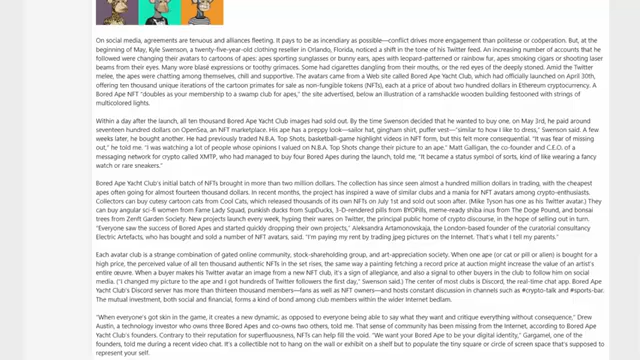 On social media, agreements are tenuous and alliances fleeting. It pays to be as incendiary as possible—conflict drives more engagement than politesse or coöperation. But, at the
beginning of May, Kyle Swenson, a twenty-five-year-old clothing reseller in Orlando, Florida, noticed a shift in the tone of his Twitter feed. An increasing number of accounts that he
followed were changing their avatars to cartoons of apes: apes sporting sunglasses or bunny ears, apes with leopard-patterned or rainbow fur, apes smoking cigars or shooting laser
beams from their eyes. Many wore blasé expressions or toothy grimaces. Some had cigarettes dangling from their mouths, or the red eyes of the deeply stoned. Amid the Twitter
melee, the apes were chatting among themselves, chill and supportive. The avatars came from a Web site called Bored Ape Yacht Club, which had officially launched on April 30th,
offering ten thousand unique iterations of the cartoon primates for sale as non-fungible tokens (NFTs), each at a price of about two hundred dollars in Ethereum cryptocurrency. A
Bored Ape NFT "doubles as your membership to a swamp club for apes," the site advertised, below an illustration of a ramshackle wooden building festooned with strings of
multicolored lights.
Within a day after the launch, all ten thousand Bored Ape Yacht Club images had sold out. By the time Swenson decided that he wanted to buy one, on May 3rd, he paid around
seventeen hundred dollars on OpenSea, an NFT marketplace. His ape has a preppy look—sailor hat, gingham shirt, puffer vest—"similar to how I like to dress," Swenson said. A few
weeks later, he bought another. He had previously traded N.B.A. Top Shots, basketball-game highlight videos in NFT form, but this felt more consequential. "It was fear of missing
out," he told me. "I was watching a lot of people whose opinions I valued on N.B.A. Top Shots change their picture to an ape." Matt Galligan, the co-founder and C.E.O. of a
messaging network for crypto called XMTP, who had managed to buy four Bored Apes during the launch, told me, "It became a status symbol of sorts, kind of like wearing a fancy
watch or rare sneakers."
Bored Ape Yacht Club's initial batch of NFTs brought in more than two million dollars. The collection has since seen almost a hundred million dollars in trading, with the cheapest
apes often going for almost fourteen thousand dollars. In recent months, the project has inspired a wave of similar clubs and a mania for NFT avatars among crypto-enthusiasts.
Collectors can buy cutesy cartoon cats from Cool Cats, which released thousands of its own NFTs on July 1st and sold out soon after. (Mike Tyson has one as his Twitter avatar.) They
can buy angular sci-fi women from Fame Lady Squad, punkish ducks from SupDucks, 3-D-rendered pills from BYOPills, meme-ready shiba inus from The Doge Pound, and bonsai
trees from Zenft Garden Society. New projects launch every week, hyping their wares on Twitter, the principal public home of crypto discourse, in the hope of selling out in turn.
"Everyone saw the success of Bored Apes and started quickly dropping their own projects," Aleksandra Artamonovskaja, the London-based founder of the curatorial consultancy
Electric Artefacts, who has bought and sold a number of NFT avatars, said. "I'm paying my rent by trading jpeg pictures on the Internet. That's what I tell my parents."
Each avatar club is a strange combination of gated online community, stock-shareholding group, and art-appreciation society. When one ape (or cat or pill or alien) is bought for a
high price, the perceived value of all ten thousand authentic NFTs in the set rises, the same way a painting fetching a record price at auction might increase the value of an artist's
entire œuvre. When a buyer makes his Twitter avatar an image from a new NFT club, it's a sign of allegiance, and also a signal to other buyers in the club to follow him on social
media. ("I changed my picture to the ape and I got hundreds of Twitter followers the first day," Swenson said.) The center of most clubs is Discord, the real-time chat app. Bored Ape
Yacht Club's Discord server has more than thirteen thousand members—fans as well as NFT owners—and hosts constant discussion in channels such as #crypto-talk and #sports-bar.
The mutual investment, both social and financial, forms a kind of bond among club members within the wider Internet bedlam.
"When everyone's got skin in the game, it creates a new dynamic, as opposed to everyone being able to say what they want and critique everything without consequence," Drew
Austin, a technology investor who owns three Bored Apes and co-owns two others, told me. That sense of community has been missing from the Internet, according to Bored Ape
Yacht Club's founders. Contrary to their reputation for superfluousness, NFTs can help fill the void. "We want your Bored Ape to be your digital identity," Gargamel, one of the
founders, told me during a recent video chat. It's a collectible not to hang on the wall or exhibit on a shelf but to populate the tiny square or circle of screen space that's supposed to
represent your self.